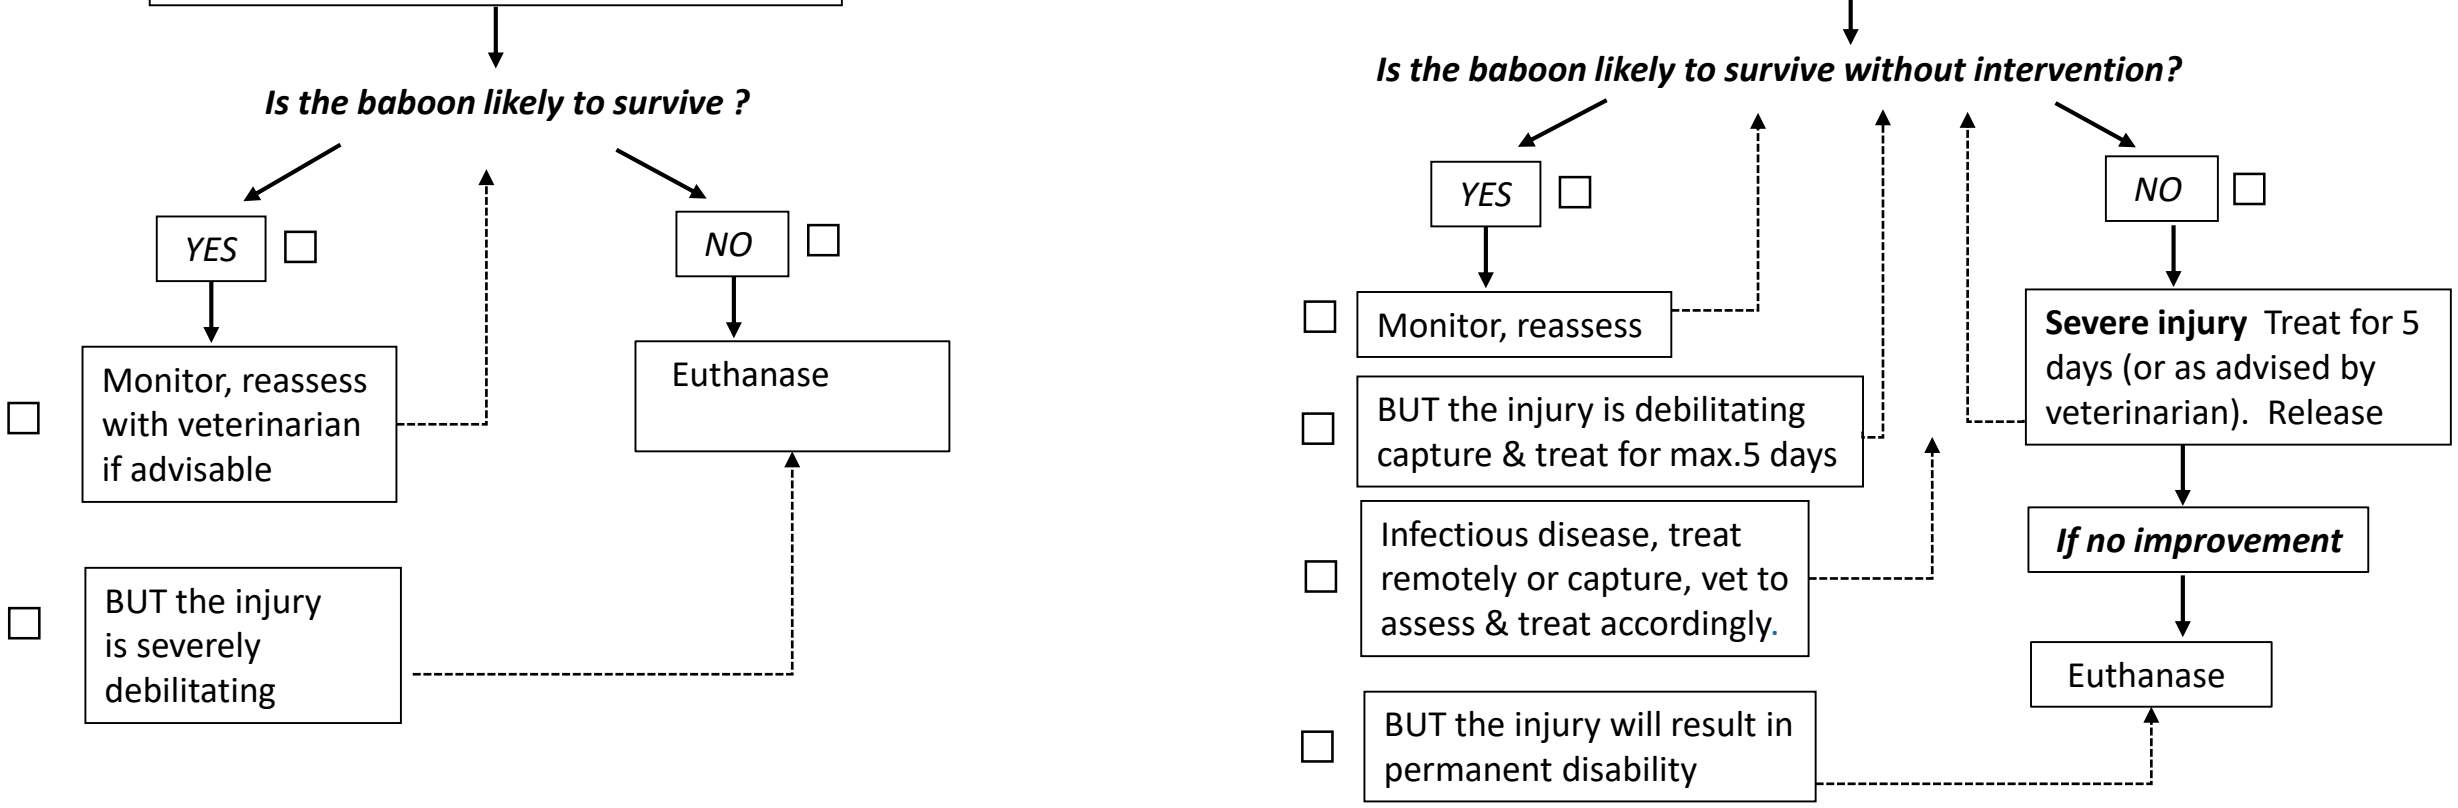 Is the baboon likely to survive ?
YES
NO
Monitor, reassess
with veterinarian
if advisable
Euthanase
BUT the injury
is severely
debilitating
Is the baboon likely to survive without intervention?
YES
NO
Monitor, reassess
BUT the injury is debilitating
capture & treat for max.5 days
Infectious disease, treat
remotely or capture, vet to
assess & treat accordingly.
BUT the injury will result in
permanent disability
Severe injury Treat for 5
days (or as advised by
veterinarian). Release
If no improvement
Euthanase